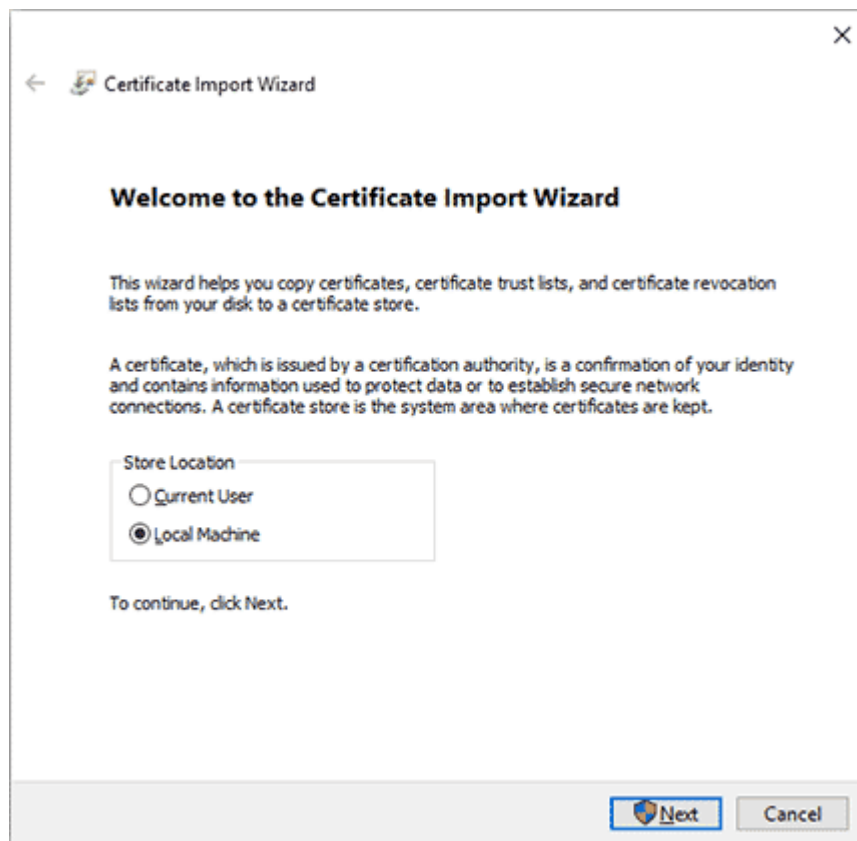 Certificate Import Wizard
Welcome to the Certificate Import Wizard
This wizard helps you copy certificates, certificate trust lists, and certificate revocation
lists from your disk to a certificate store.
A certificate, which is issued by a certification authority, is a confirmation of your identity
and contains information used to protect data or to establish secure network
connections. A certificate store is the system area where certificates are kept.
Store Location
Current User
Local Machine
To continue, click Next.
Next
Cancel